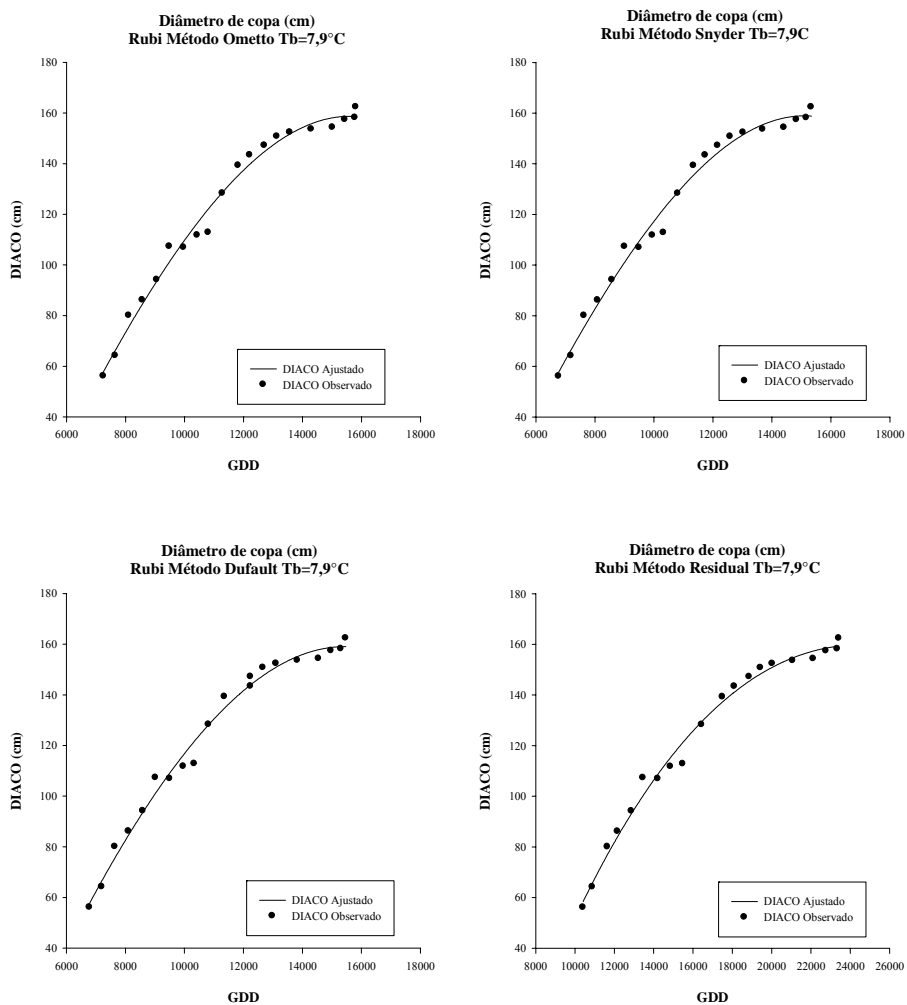 Diâmetro de copa (cm)
Rubi Método Ometto Tb=7,9°C
DIACO (cm)
180
160
140
120
100
80
60
40
DIACO Ajustado
DIACO Observado
6000 8000 10000 12000 14000 16000 18000
GDD
Diâmetro de copa (cm)
Rubi Método Snyder Tb=7,9C
DIACO (cm)
180
160
140
120
100
80
60
40
DIACO Ajustado
DIACO Observado
6000 8000 10000 12000 14000 16000 18000
GDD
Diâmetro de copa (cm)
Rubi Método Dufault Tb=7,9°C
DIACO (cm)
180
160
140
120
100
80
60
40
DIACO Ajustado
DIACO Observado
6000 8000 10000 12000 14000 16000 18000
GDD
Diâmetro de copa (cm)
Rubi Método Residual Tb=7,9°C
DIACO (cm)
180
160
140
120
100
80
60
40
DIACO Ajustado
DIACO Observado
8000 10000 12000 14000 16000 18000 20000 22000 24000 26000
GDD